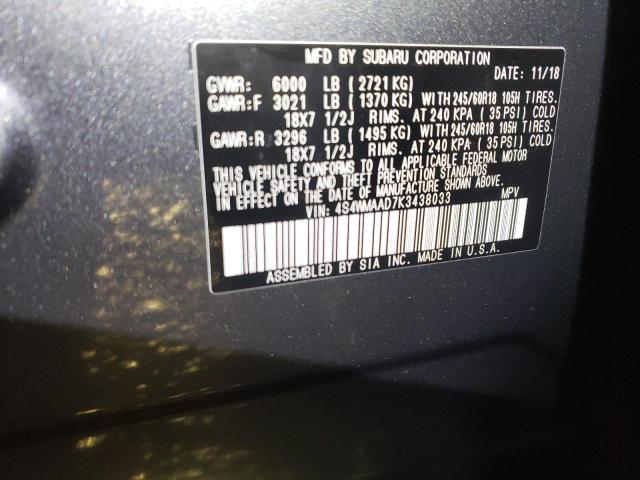 MFD BY SUBARU CORPORATION
DATE: 11/18
GVWR: 6000 LB ( 2721 KG)
GAWR:F 3021 LB ( 1370 KG) WITH 245/60R18 105H TIRES.
18X7 1/2J RIMS. AT 240 KPA ( 35 PSI) COLD
GAWR:R 3296 LB ( 1495 KG) WITH 245/60R18 105H TIRES.
18X7 1/2J RIMS. AT 240 KPA ( 35 PSI) COLD
THIS VEHICLE CONFORMS TO ALL APPLICABLE FEDERAL MOTOR
VEHICLE SAFETY AND THEFT PREVENTION STANDARDS
IN EFFECT ON THE DATE OF MANUFACTURE SHOWN ABOVE.
VIN: 4S4WMAAD7K3438033 MPV
ASSEMBLED BY SIA INC. MADE IN U.S.A.